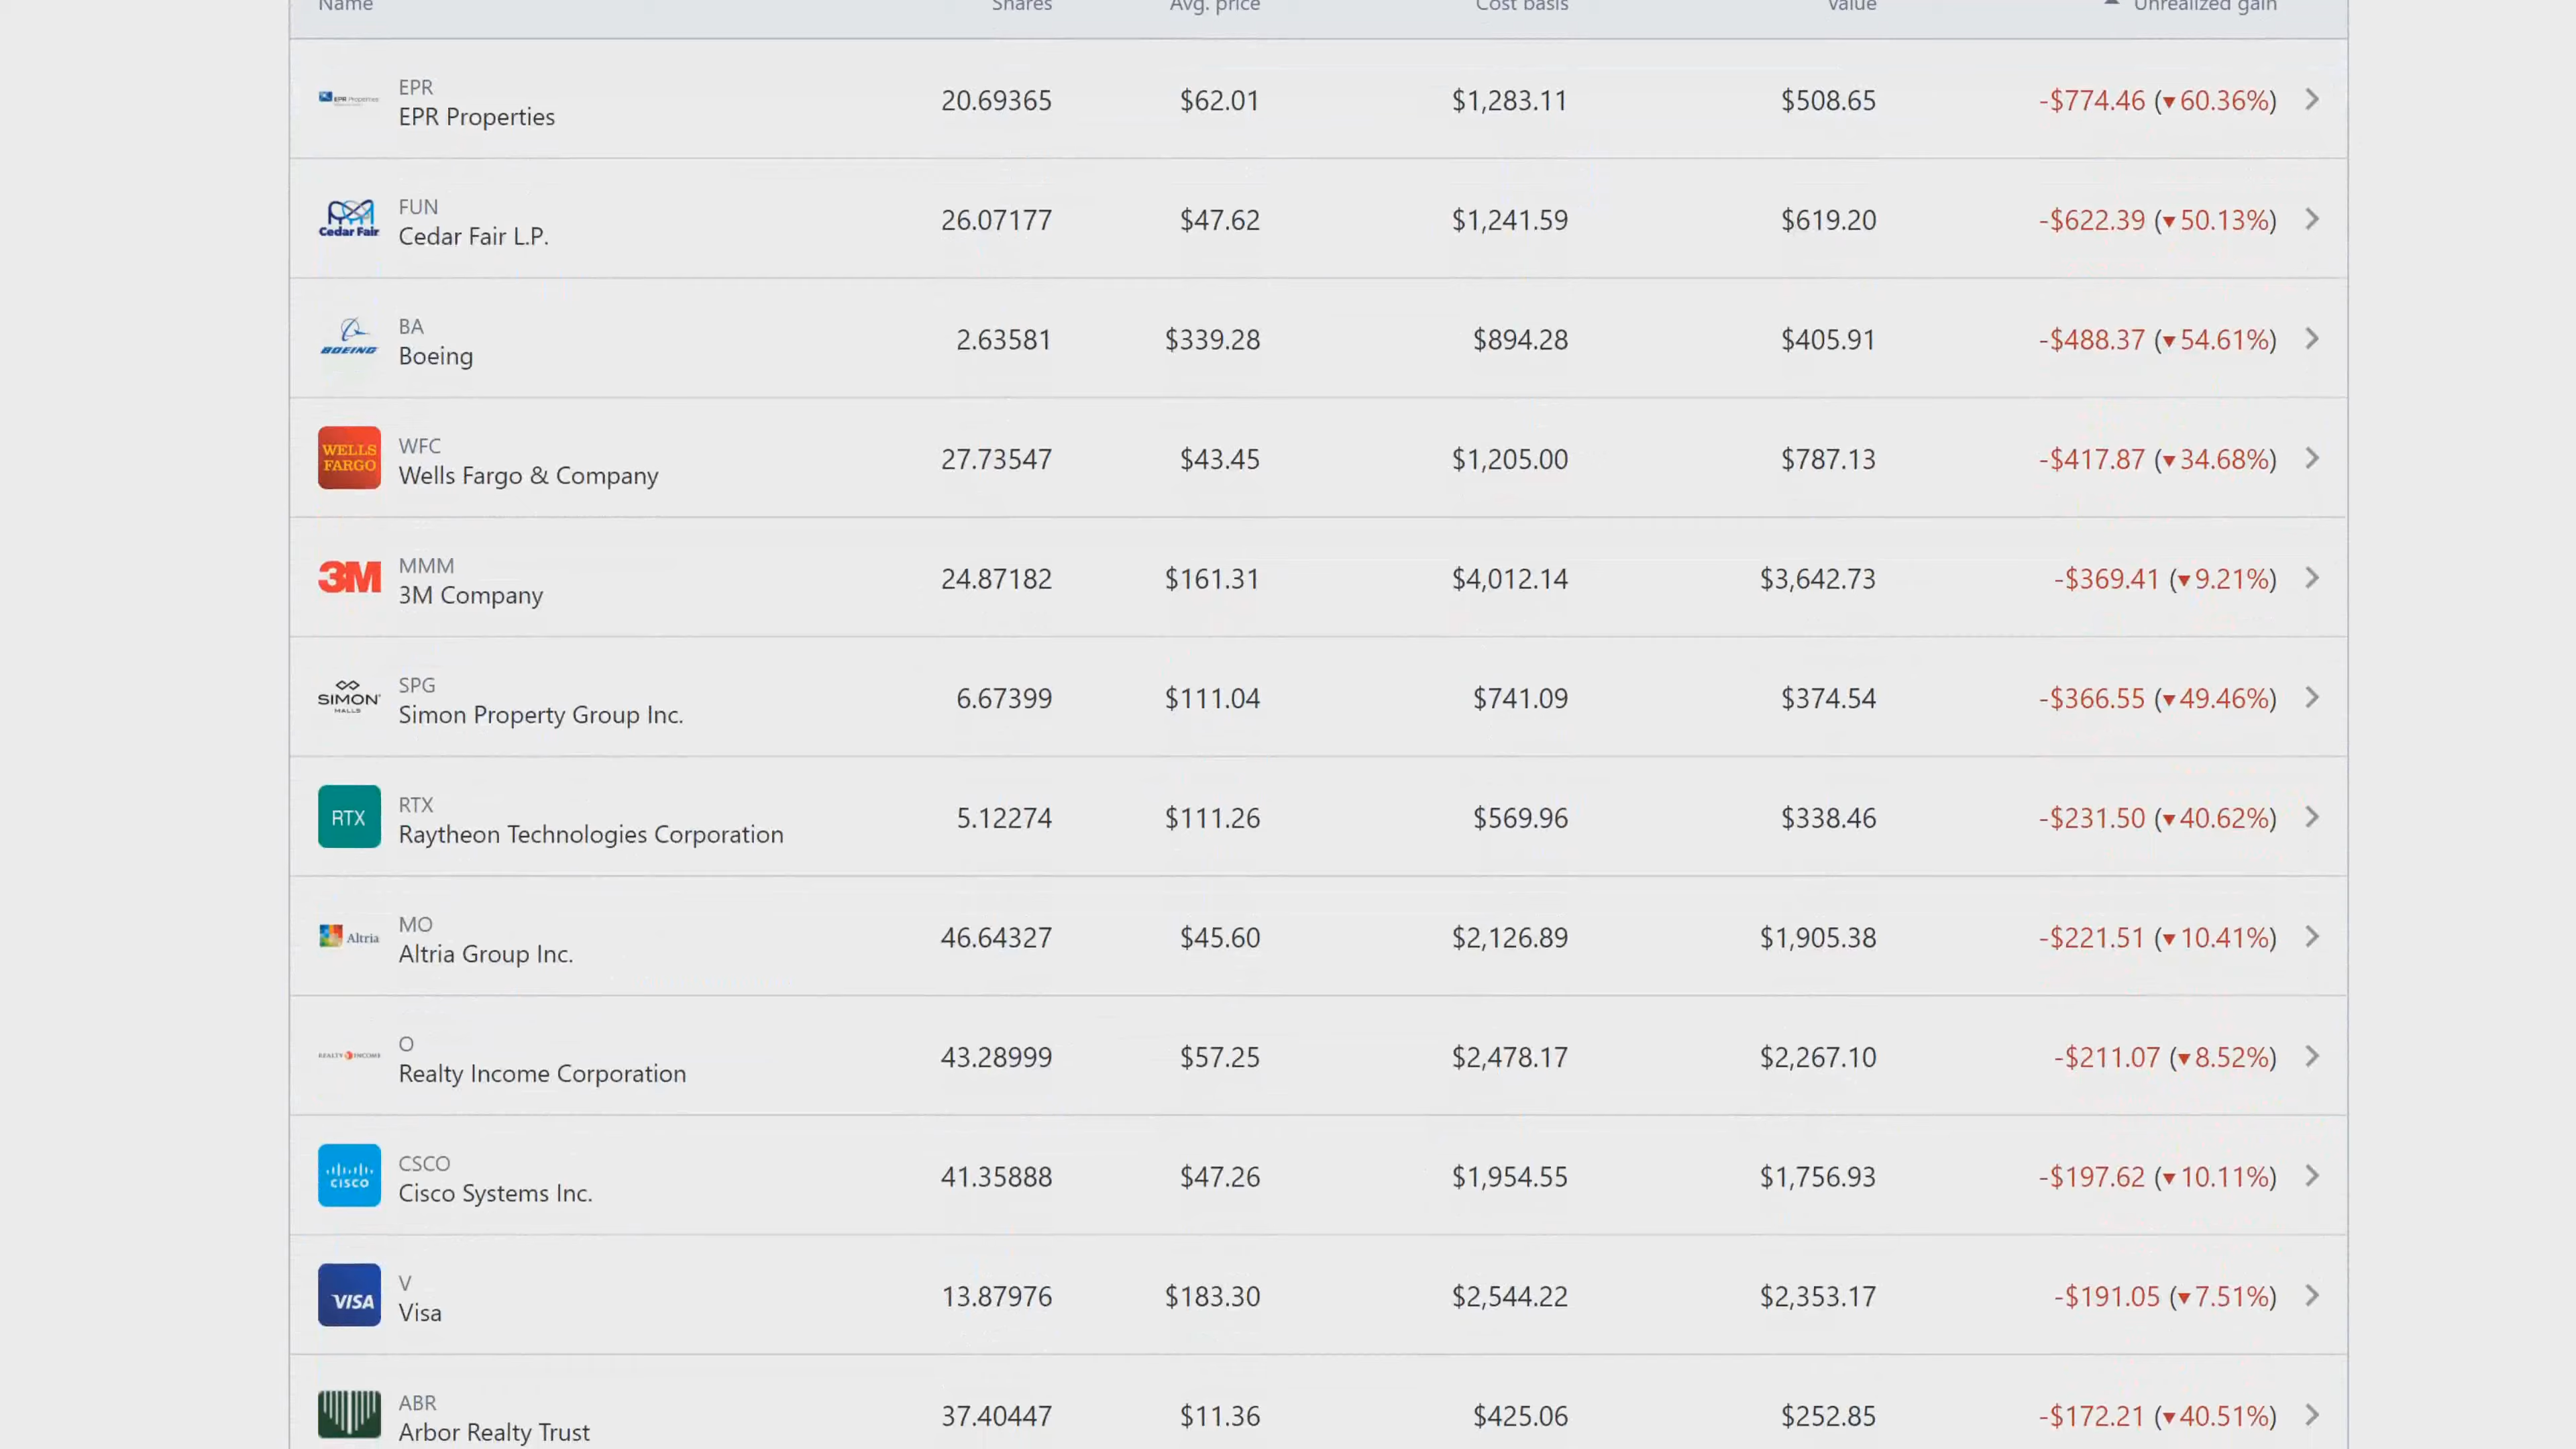 Name Shares Avg. price Cost basis Value Unrealized gain
EPR
EPR Properties
EPR Properties 20.69365 $62.01 $1,283.11 $508.65 -$774.46 (▼60.36%)
Cedar Fair
FUN
Cedar Fair L.P. 26.07177 $47.62 $1,241.59 $619.20 -$622.39 (▼50.13%)
BOEING
BA
Boeing 2.63581 $339.28 $894.28 $405.91 -$488.37 (▼54.61%)
WELLS
FARGO
WFC
Wells Fargo & Company 27.73547 $43.45 $1,205.00 $787.13 -$417.87 (▼34.68%)
3M
MMM
3M Company 24.87182 $161.31 $4,012.14 $3,642.73 -$369.41 (▼9.21%)
SIMON
MALLS
SPG
Simon Property Group Inc. 6.67399 $111.04 $741.09 $374.54 -$366.55 (▼49.46%)
RTX
RTX
Raytheon Technologies Corporation 5.12274 $111.26 $569.96 $338.46 -$231.50 (▼40.62%)
Altria
MO
Altria Group Inc. 46.64327 $45.60 $2,126.89 $1,905.38 -$221.51 (▼10.41%)
REALTY INCOME
O
Realty Income Corporation 43.28999 $57.25 $2,478.17 $2,267.10 -$211.07 (▼8.52%)
CISCO
CSCO
Cisco Systems Inc. 41.35888 $47.26 $1,954.55 $1,756.93 -$197.62 (▼10.11%)
VISA
V
Visa 13.87976 $183.30 $2,544.22 $2,353.17 -$191.05 (▼7.51%)
ABR
Arbor Realty Trust 37.40447 $11.36 $425.06 $252.85 -$172.21 (▼40.51%)